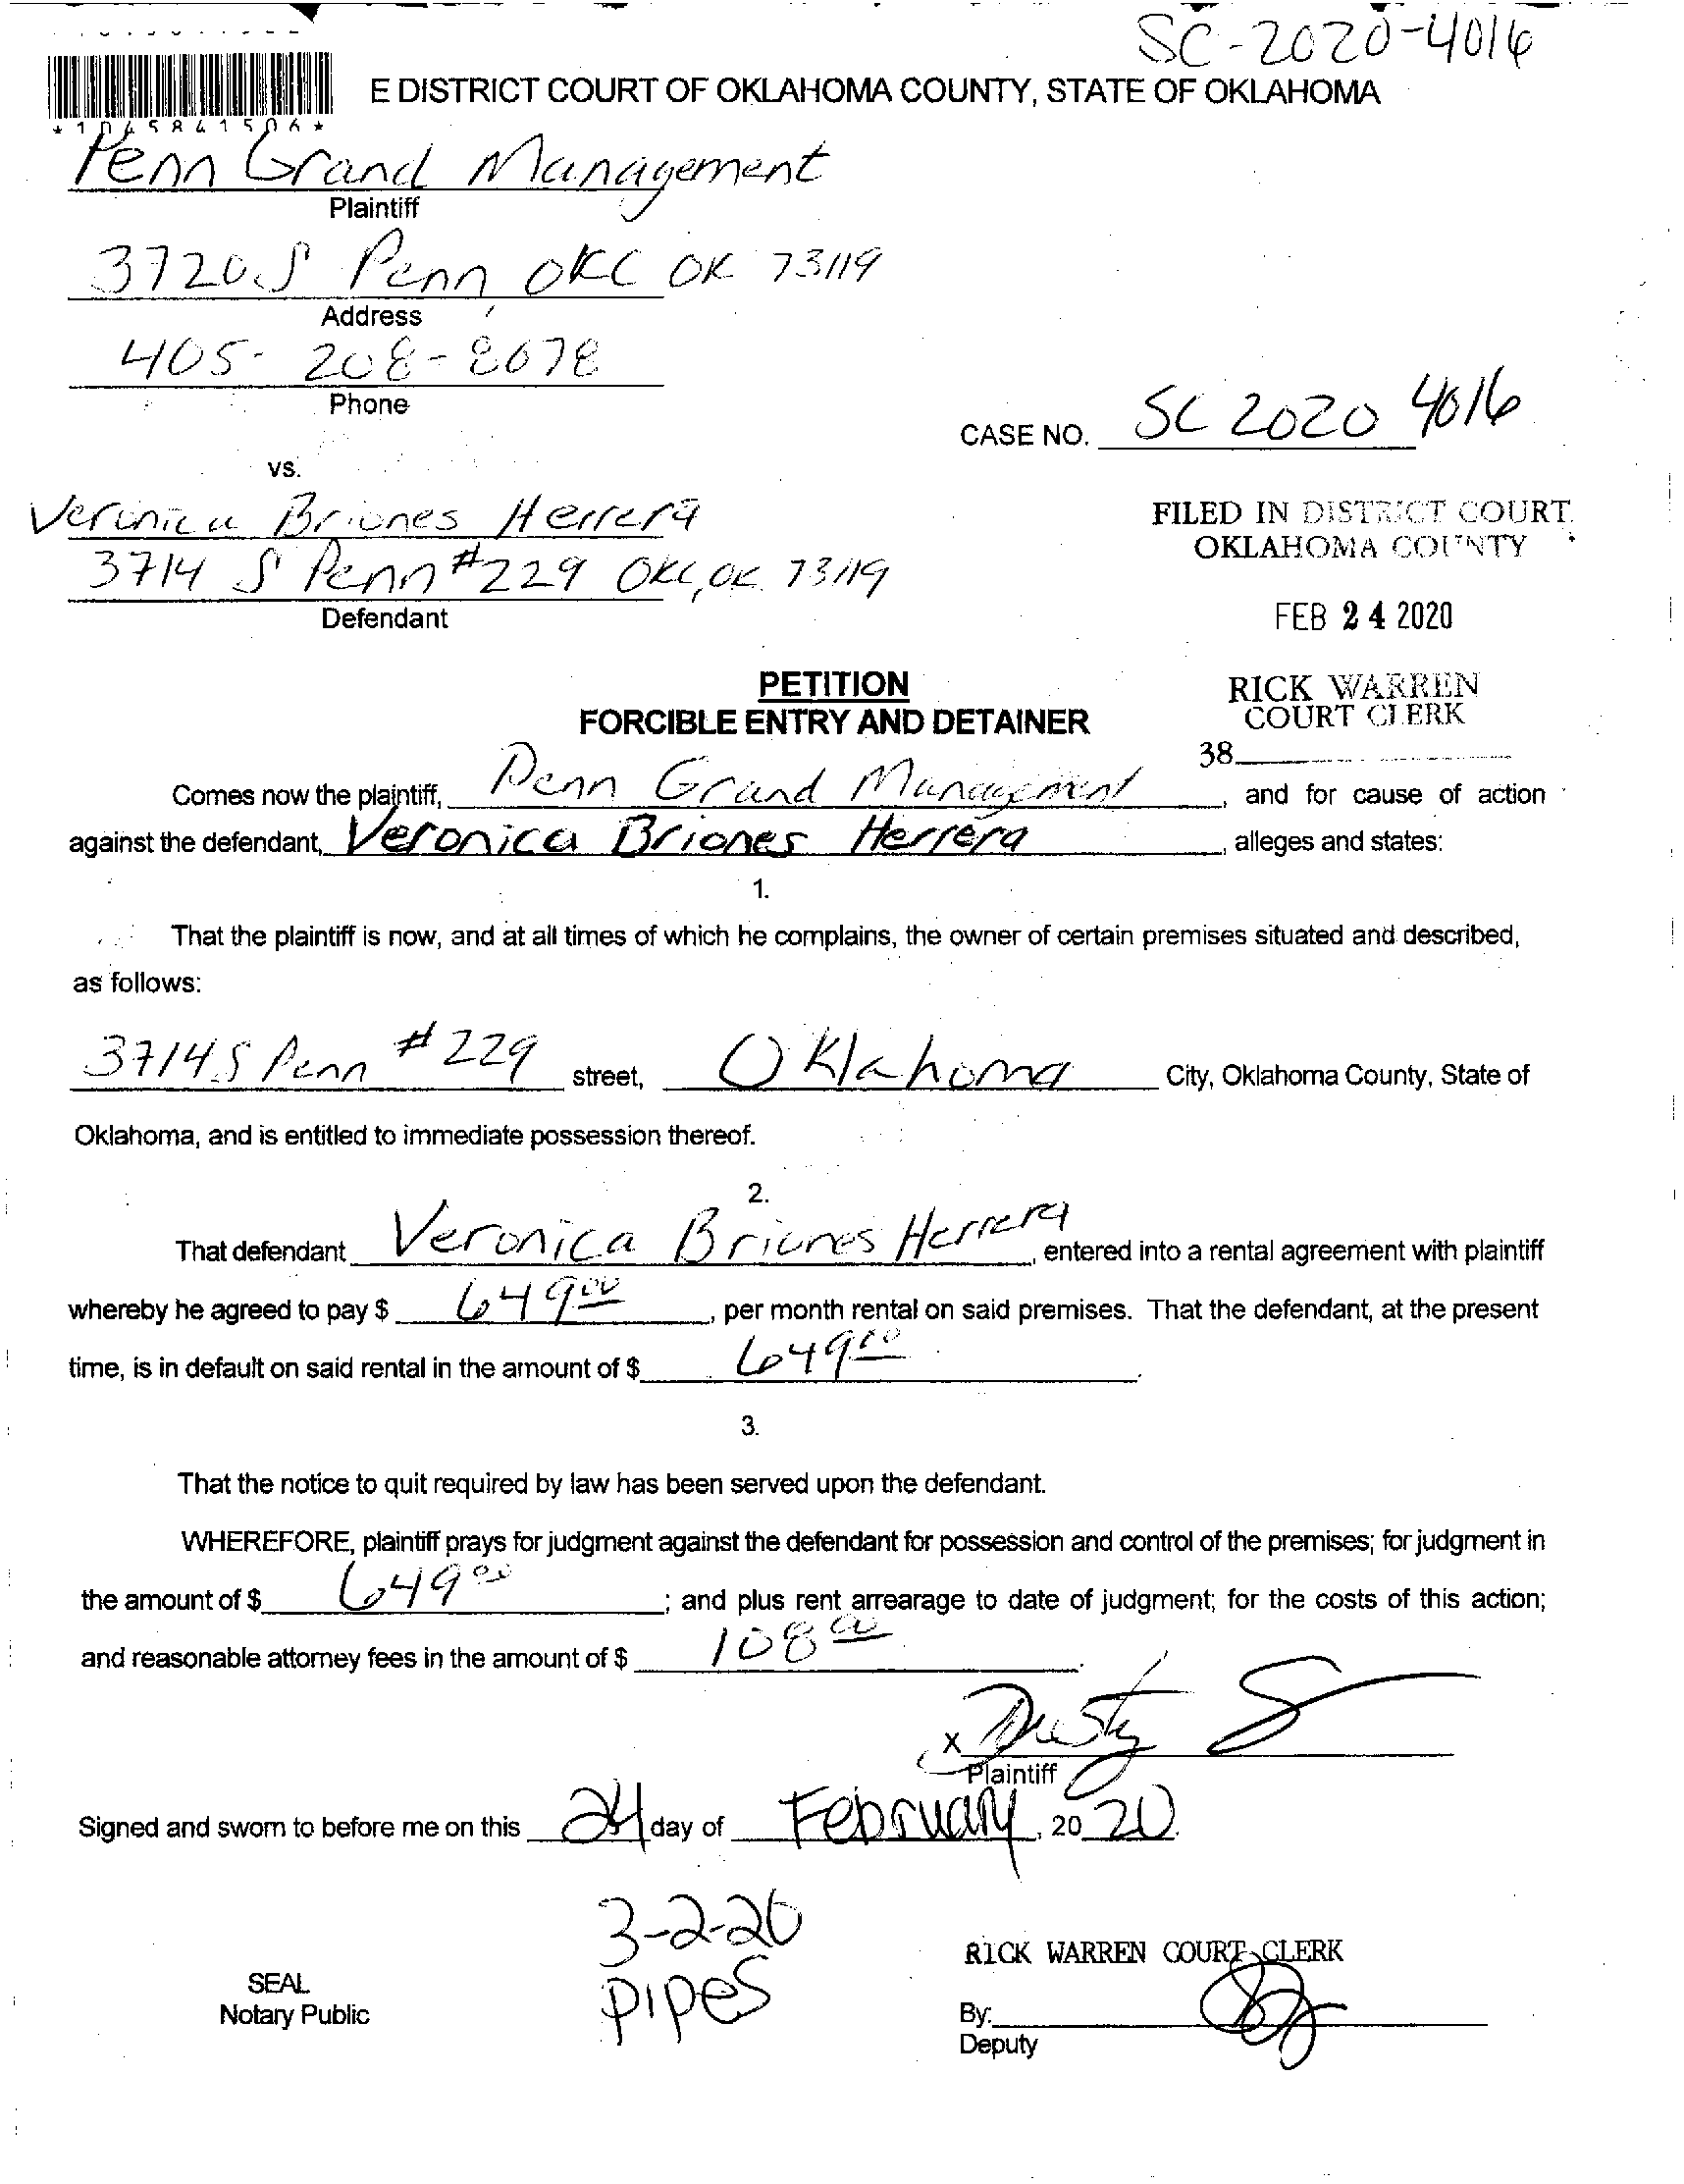 SC-2020-4016
E DISTRICT COURT OF OKLAHOMA COUNTY, STATE OF OKLAHOMA
*1045841506*
Penn Grand Management
Plaintiff
3720 S Penn OKC OK 73119
Address
405-208-8678
Phone
CASE NO. SC 2020 4016
vs.
Veronica Briones Herrera
3714 S Penn #229 OKC, OK 73119
Defendant
FILED IN DISTRICT COURT
OKLAHOMA COUNTY
FEB 24 2020
RICK WARREN
COURT CLERK
38
PETITION
FORCIBLE ENTRY AND DETAINER
Comes now the plaintiff, Penn Grand Management, and for cause of action
against the defendant, Veronica Briones Herrera, alleges and states:
1.
That the plaintiff is now, and at all times of which he complains, the owner of certain premises situated and described,
as follows:
3714 S Penn #229 street, Oklahoma City, Oklahoma County, State of
Oklahoma, and is entitled to immediate possession thereof.
2.
That defendant Veronica Briones Herrera, entered into a rental agreement with plaintiff
whereby he agreed to pay $ 649.00, per month rental on said premises. That the defendant, at the present
time, is in default on said rental in the amount of $ 649.00.
3.
That the notice to quit required by law has been served upon the defendant.
WHEREFORE, plaintiff prays for judgment against the defendant for possession and control of the premises; for judgment in
the amount of $ 649.00; and plus rent arrearage to date of judgment; for the costs of this action;
and reasonable attorney fees in the amount of $ 108.00.
x Dusty S
Plaintiff
Signed and sworn to before me on this 24 day of February, 2020.
3-2-20
pipes
SEAL
Notary Public
RICK WARREN COURT CLERK
By:
Deputy